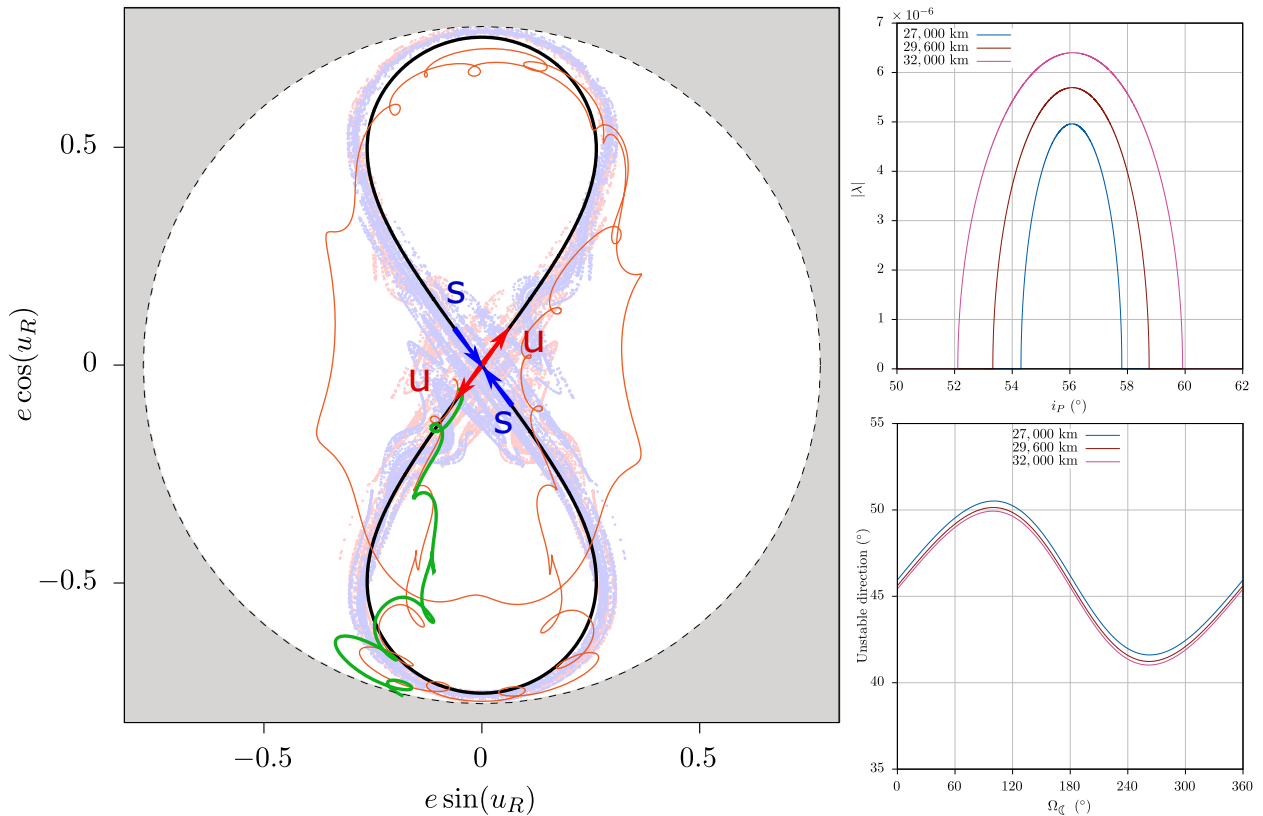 0.5
0
−0.5
e cos(u_R)
−0.5
0
0.5
e sin(u_R)
s
u
u
s
7
× 10⁻⁶
6
5
4
3
2
1
0
|λ|
27,000 km
29,600 km
32,000 km
50
52
54
56
58
60
62
i_P (°)
55
50
45
40
35
Unstable direction (°)
27,000 km
29,600 km
32,000 km
0
60
120
180
240
300
360
Ω_☾ (°)